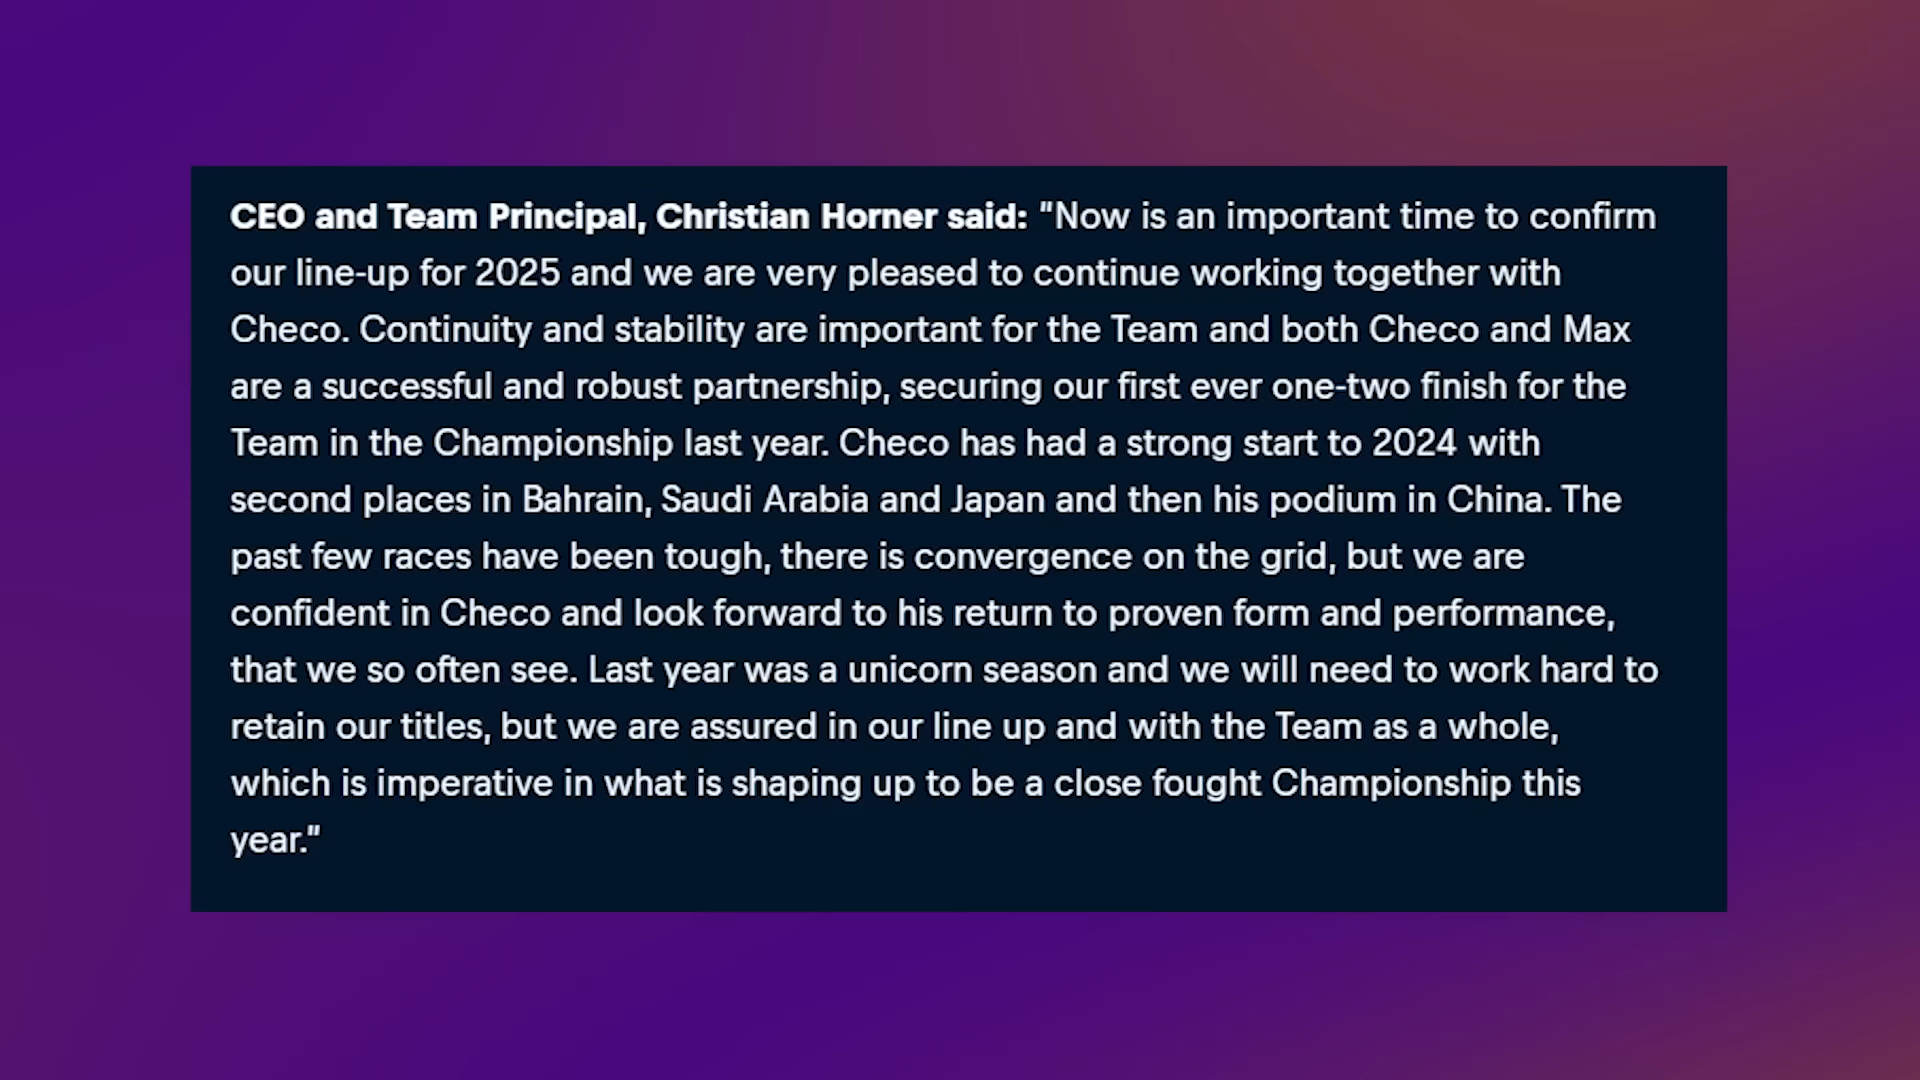 CEO and Team Principal, Christian Horner said: "Now is an important time to confirm
our line-up for 2025 and we are very pleased to continue working together with
Checo. Continuity and stability are important for the Team and both Checo and Max
are a successful and robust partnership, securing our first ever one-two finish for the
Team in the Championship last year. Checo has had a strong start to 2024 with
second places in Bahrain, Saudi Arabia and Japan and then his podium in China. The
past few races have been tough, there is convergence on the grid, but we are
confident in Checo and look forward to his return to proven form and performance,
that we so often see. Last year was a unicorn season and we will need to work hard to
retain our titles, but we are assured in our line up and with the Team as a whole,
which is imperative in what is shaping up to be a close fought Championship this
year."